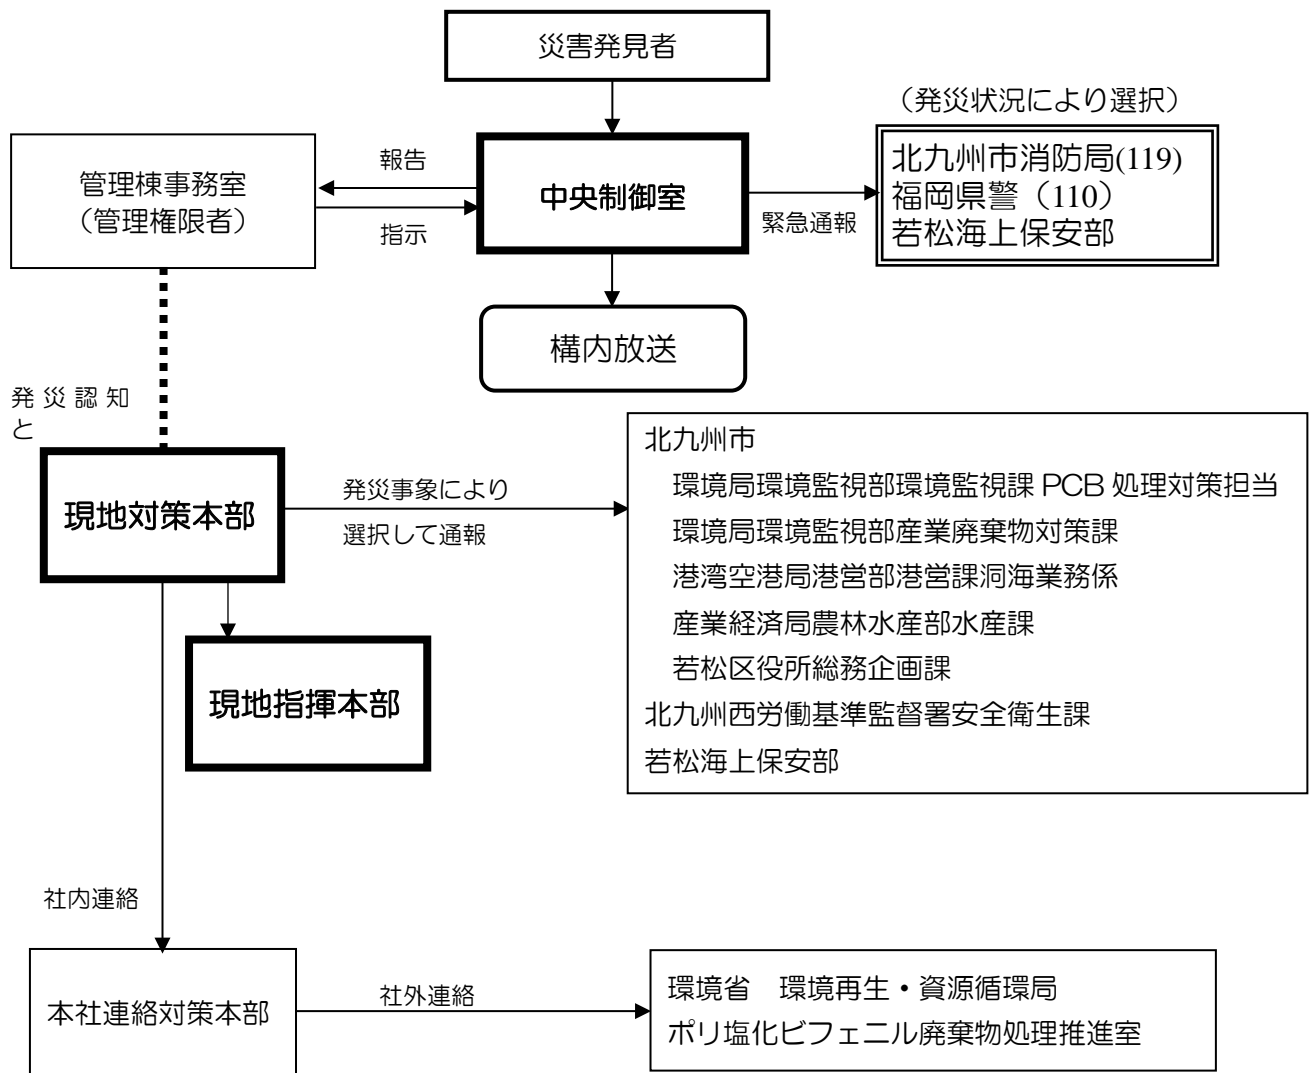 災害発見者
（発災状況により選択）
管理棟事務室
（管理権限者）
報告
指示
中央制御室
緊急通報
北九州市消防局(119)
福岡県警（110）
若松海上保安部
構内放送
発 災 認 知
と
現地対策本部
発災事象により
選択して通報
北九州市
環境局環境監視部環境監視課 PCB 処理対策担当
環境局環境監視部産業廃棄物対策課
港湾空港局港営部港営課洞海業務係
産業経済局農林水産部水産課
若松区役所総務企画課
北九州西労働基準監督署安全衛生課
若松海上保安部
現地指揮本部
社内連絡
本社連絡対策本部
社外連絡
環境省　環境再生・資源循環局
ポリ塩化ビフェニル廃棄物処理推進室